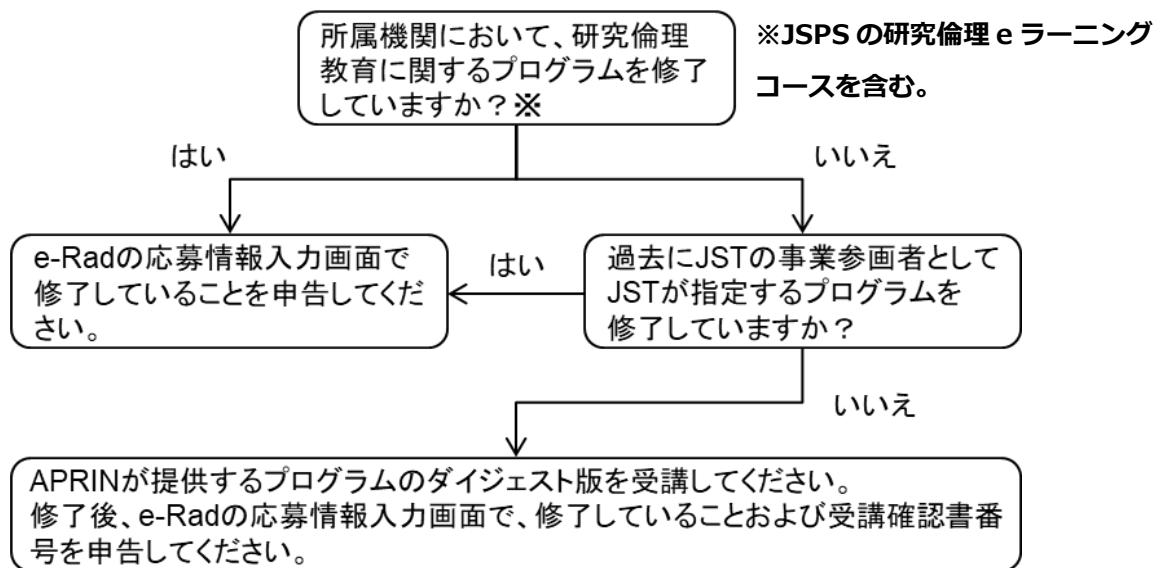 所属機関において、研究倫理
教育に関するプログラムを修了
していますか？※
※JSPS の研究倫理 e ラーニング
コースを含む。
はい
いいえ
e-Radの応募情報入力画面で
修了していることを申告してくだ
さい。
はい
過去にJSTの事業参画者として
JSTが指定するプログラムを
修了していますか？
いいえ
APRINが提供するプログラムのダイジェスト版を受講してください。
修了後、e-Radの応募情報入力画面で、修了していることおよび受講確認書番
号を申告してください。